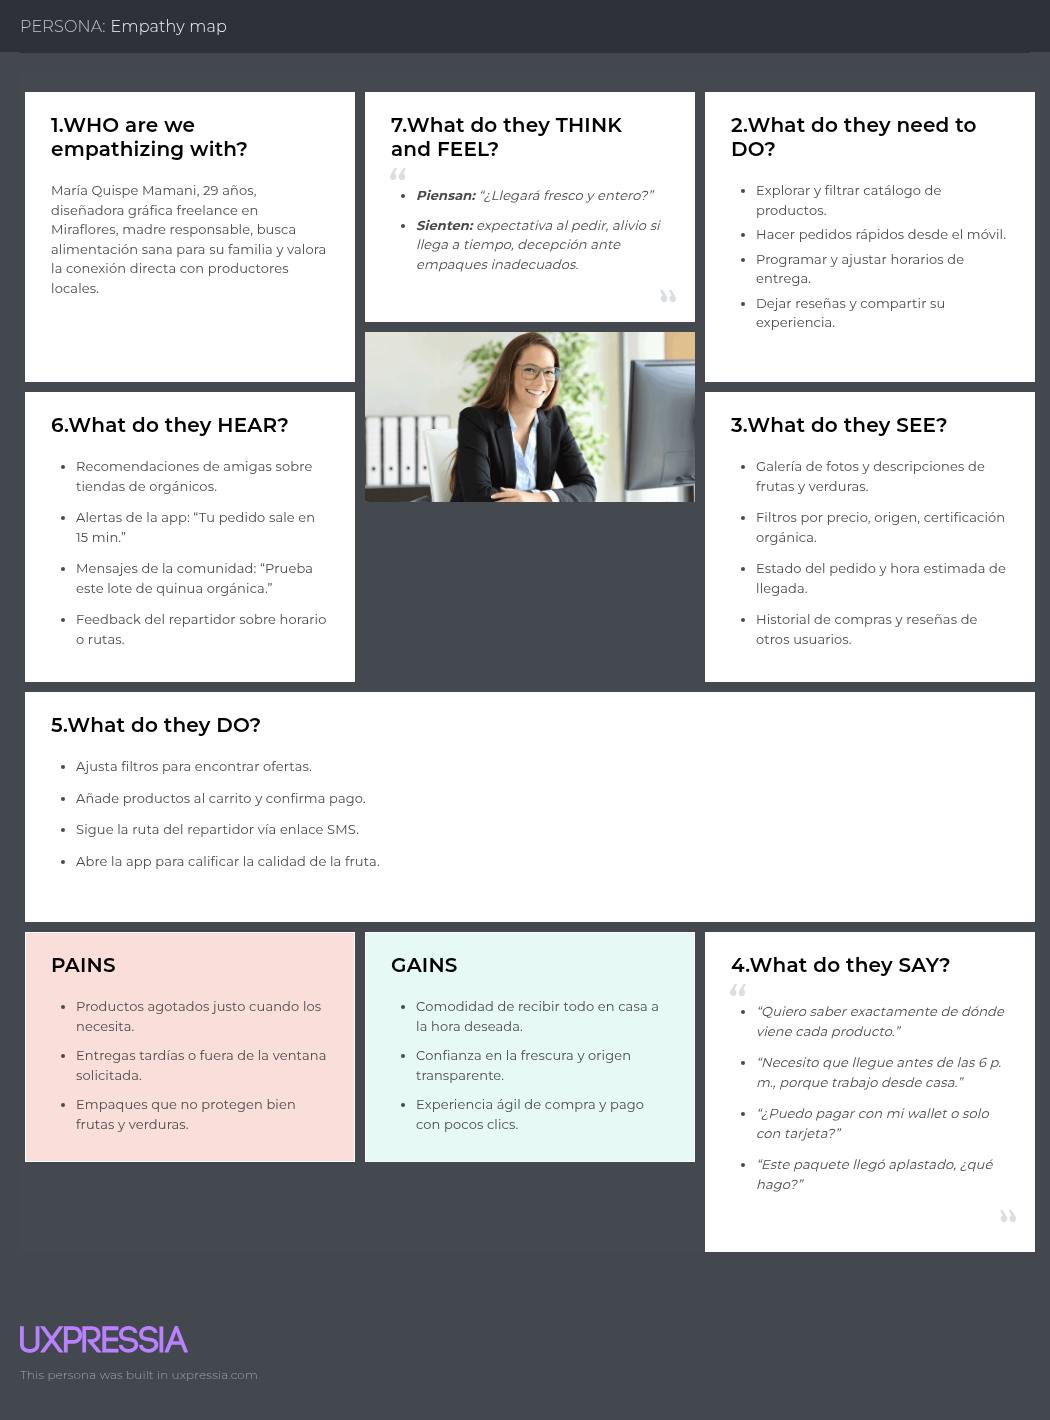 PERSONA: Empathy map
1.WHO are we
empathizing with?
María Quispe Mamani, 29 años,
diseñadora gráfica freelance en
Miraflores, madre responsable, busca
alimentación sana para su familia y valora
la conexión directa con productores
locales.
7.What do they THINK
and FEEL?
“
• Piensan: “¿Llegará fresco y entero?”
• Sienten: expectativa al pedir, alivio si
llega a tiempo, decepción ante
empaques inadecuados.
”
2.What do they need to
DO?
• Explorar y filtrar catálogo de
productos.
• Hacer pedidos rápidos desde el móvil.
• Programar y ajustar horarios de
entrega.
• Dejar reseñas y compartir su
experiencia.
6.What do they HEAR?
• Recomendaciones de amigas sobre
tiendas de orgánicos.
• Alertas de la app: “Tu pedido sale en
15 min.”
• Mensajes de la comunidad: “Prueba
este lote de quinua orgánica.”
• Feedback del repartidor sobre horario
o rutas.
3.What do they SEE?
• Galería de fotos y descripciones de
frutas y verduras.
• Filtros por precio, origen, certificación
orgánica.
• Estado del pedido y hora estimada de
llegada.
• Historial de compras y reseñas de
otros usuarios.
5.What do they DO?
• Ajusta filtros para encontrar ofertas.
• Añade productos al carrito y confirma pago.
• Sigue la ruta del repartidor vía enlace SMS.
• Abre la app para calificar la calidad de la fruta.
PAINS
• Productos agotados justo cuando los
necesita.
• Entregas tardías o fuera de la ventana
solicitada.
• Empaques que no protegen bien
frutas y verduras.
GAINS
• Comodidad de recibir todo en casa a
la hora deseada.
• Confianza en la frescura y origen
transparente.
• Experiencia ágil de compra y pago
con pocos clics.
4.What do they SAY?
“
• “Quiero saber exactamente de dónde
viene cada producto.”
• “Necesito que llegue antes de las 6 p.
m., porque trabajo desde casa.”
• “¿Puedo pagar con mi wallet o solo
con tarjeta?”
• “Este paquete llegó aplastado, ¿qué
hago?”
”
UXPRESSIA
This persona was built in uxpressia.com